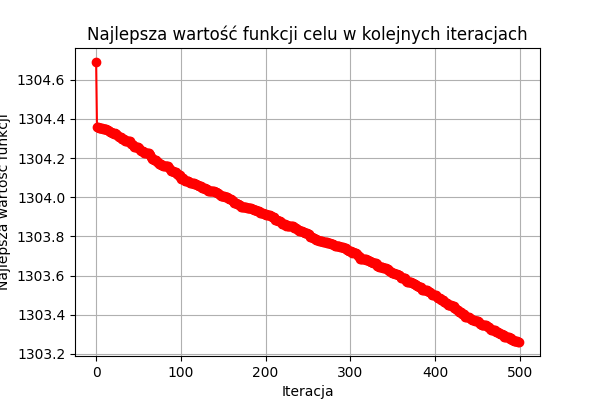 Najlepsza wartość funkcji celu w kolejnych iteracjach
Najlepsza wartość funkcji
1304.6
1304.4
1304.2
1304.0
1303.8
1303.6
1303.4
1303.2
0 100 200 300 400 500
Iteracja